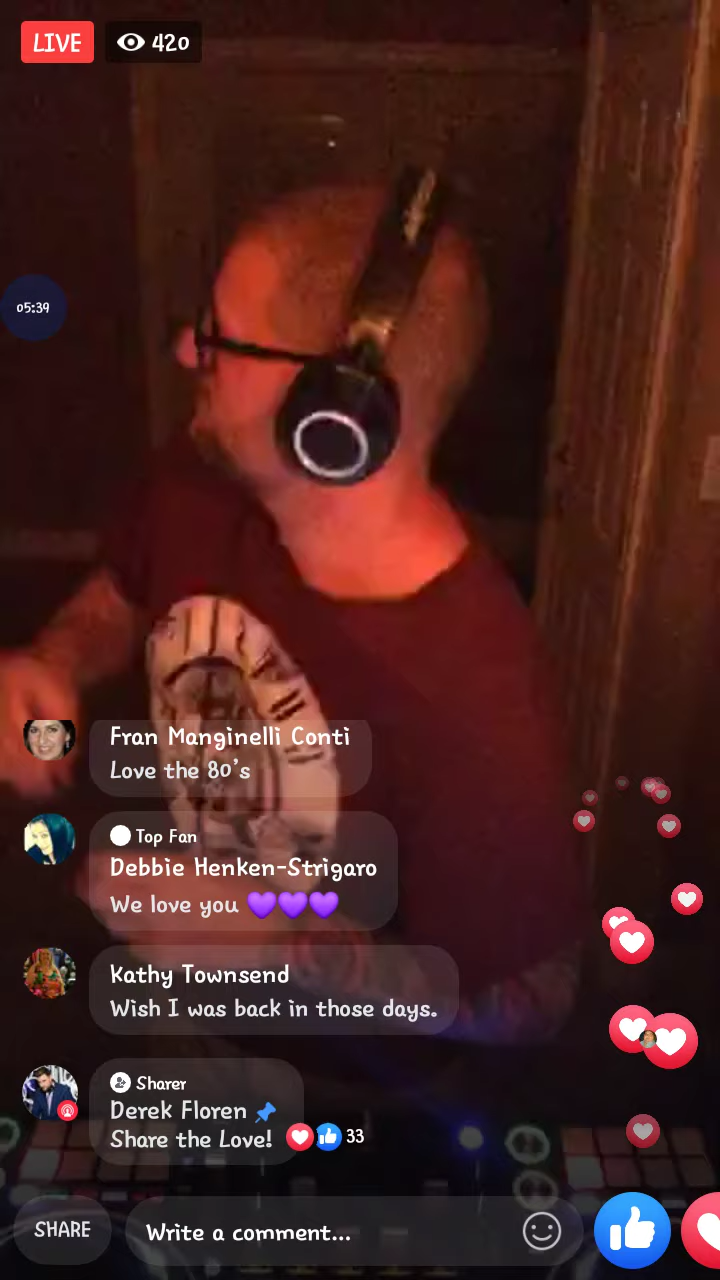 LIVE 420
05:39
Fran Manginelli Conti
Love the 80's
Top Fan
Debbie Henken-Strigaro
We love you 💜💜💜
Kathy Townsend
Wish I was back in those days.
Sharer
Derek Floren 📌
Share the Love! 33
SHARE Write a comment...